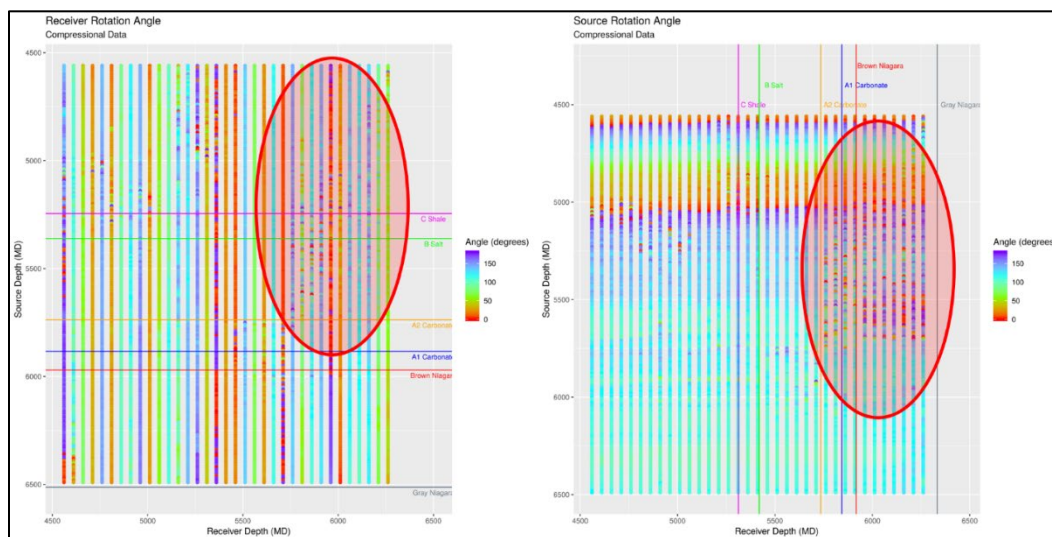 Receiver Rotation Angle
Compressional Data
4500
5000
5500
6000
6500
Source Depth (MD)
C Shale
B Salt
A2 Carbonate
A1 Carbonate
Brown Niagara
Gray Niagara
4500
5000
5500
6000
6500
Receiver Depth (MD)
Angle (degrees)
150
100
50
0
Source Rotation Angle
Compressional Data
4500
5000
5500
6000
6500
Source Depth (MD)
Brown Niagara
B Salt
A1 Carbonate
C Shale
A2 Carbonate
Gray Niagara
4500
5000
5500
6000
6500
Receiver Depth (MD)
Angle (degrees)
150
100
50
0